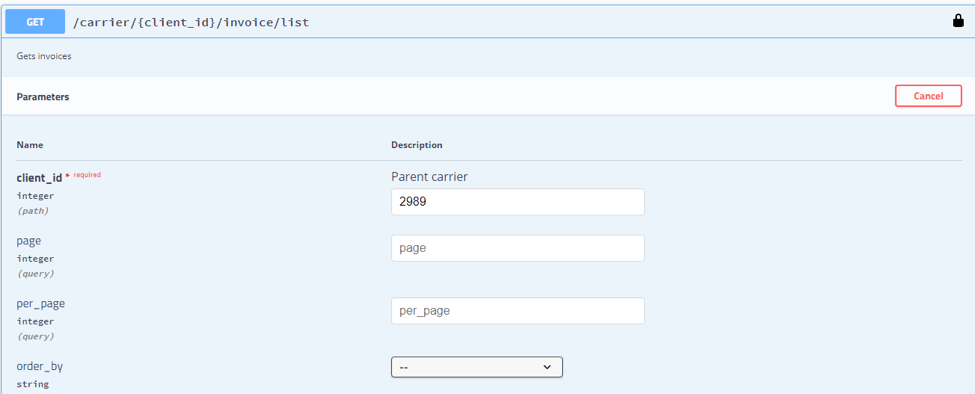 GET /carrier/{client_id}/invoice/list
Gets invoices
Parameters Cancel
Name Description
client_id * required Parent carrier
integer 2989
(path)
page page
integer
(query)
per_page per_page
integer
(query)
order_by --
string